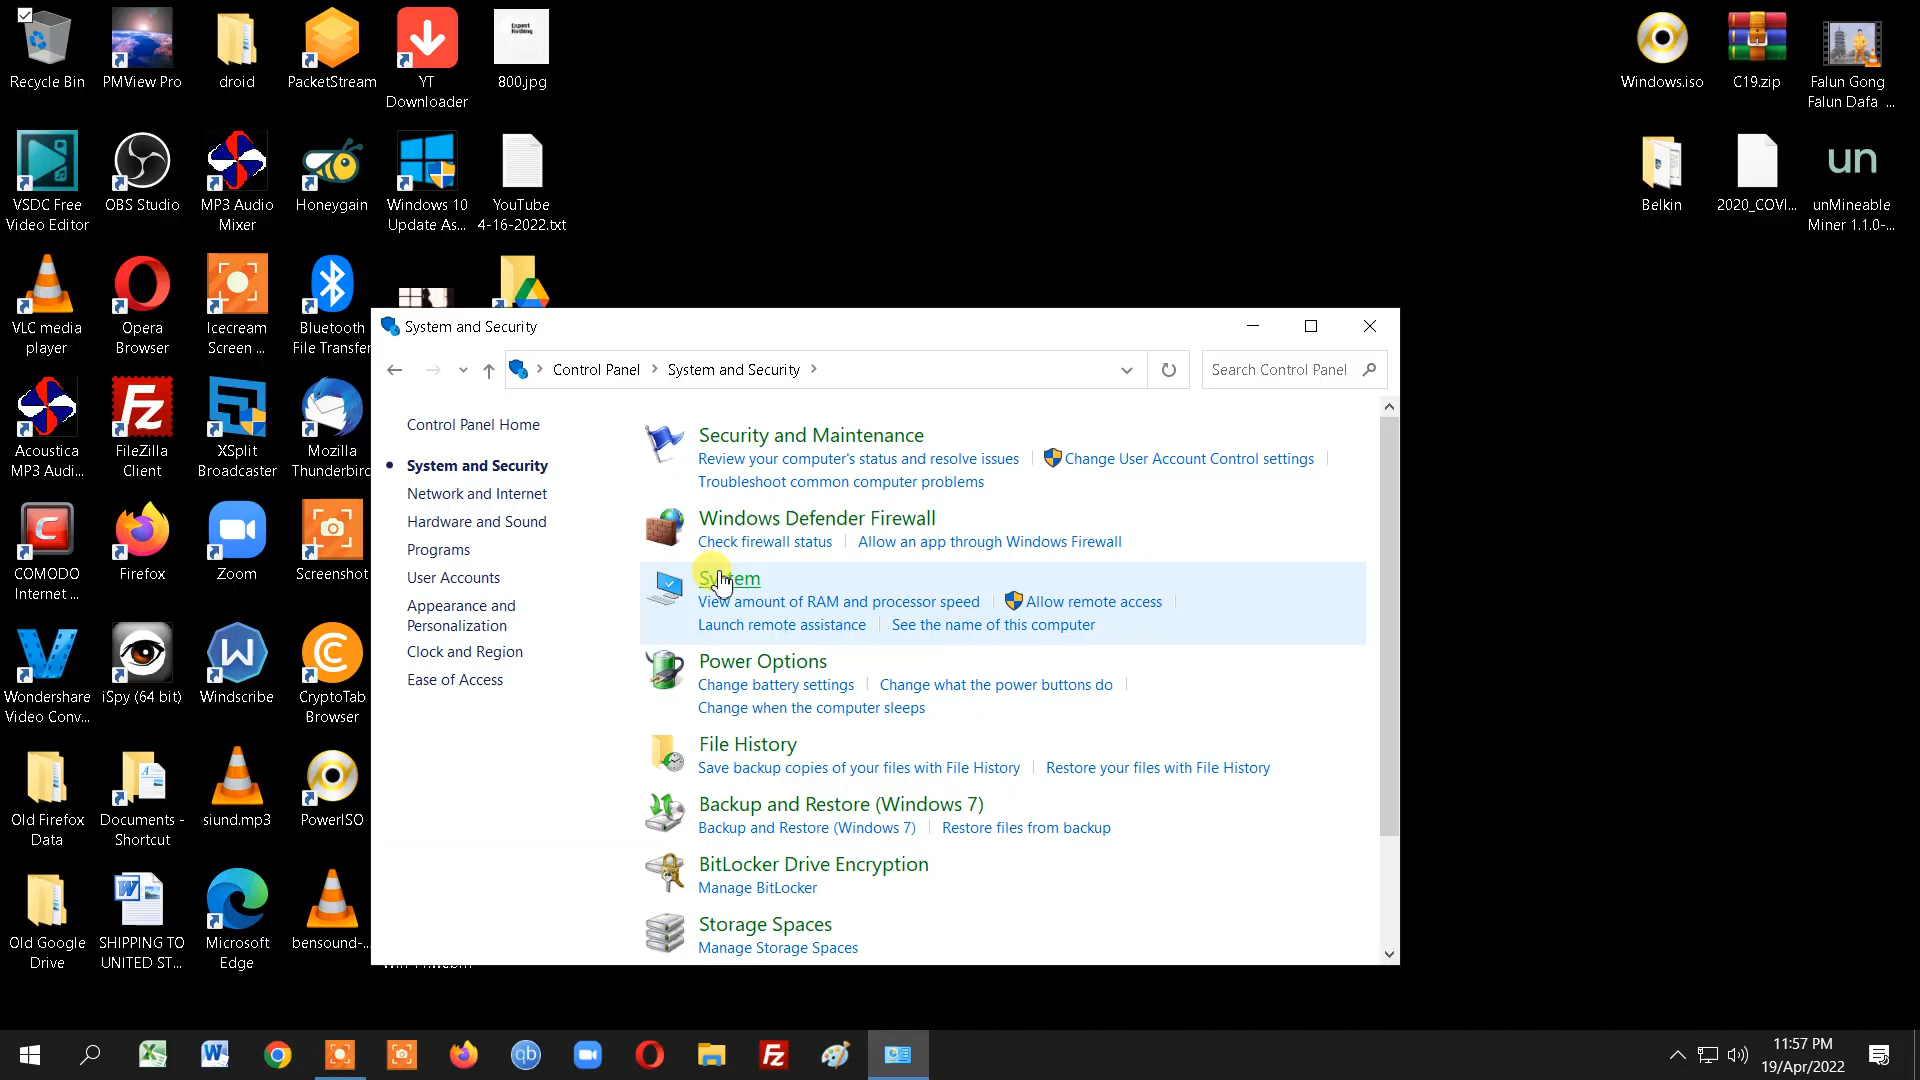 Recycle Bin
PMView Pro
droid
PacketStream
YT
Downloader
Expect
Nothing
800.jpg
Windows.iso
C19.zip
Falun Gong
Falun Dafa ...
VSDC Free
Video Editor
OBS Studio
MP3 Audio
Mixer
Honeygain
Windows 10
Update As...
YouTube
4-16-2022.txt
Belkin
2020_COVI...
un
unMineable
Miner 1.1.0-...
VLC media
player
Opera
Browser
Icecream
Screen ...
Bluetooth
File Transfer
Acoustica
MP3 Audi...
Fz
FileZilla
Client
XSplit
Broadcaster
Mozilla
Thunderbird
C
COMODO
Internet ...
Firefox
Zoom
Screenshot
Wondershare
Video Conv...
iSpy (64 bit)
W
Windscribe
C
CryptoTab
Browser
Old Firefox
Data
A
Documents -
Shortcut
siund.mp3
PowerISO
Old Google
Drive
W
SHIPPING TO
UNITED ST...
Microsoft
Edge
bensound-...
System and Security
Control Panel
System and Security
Search Control Panel
Control Panel Home
System and Security
Network and Internet
Hardware and Sound
Programs
User Accounts
Appearance and
Personalization
Clock and Region
Ease of Access
Security and Maintenance
Review your computer's status and resolve issues
Change User Account Control settings
Troubleshoot common computer problems
Windows Defender Firewall
Check firewall status
Allow an app through Windows Firewall
System
View amount of RAM and processor speed
Allow remote access
Launch remote assistance
See the name of this computer
Power Options
Change battery settings
Change what the power buttons do
Change when the computer sleeps
File History
Save backup copies of your files with File History
Restore your files with File History
Backup and Restore (Windows 7)
Backup and Restore (Windows 7)
Restore files from backup
BitLocker Drive Encryption
Manage BitLocker
Storage Spaces
Manage Storage Spaces
X
W
qb
Fz
11:57 PM
19/Apr/2022